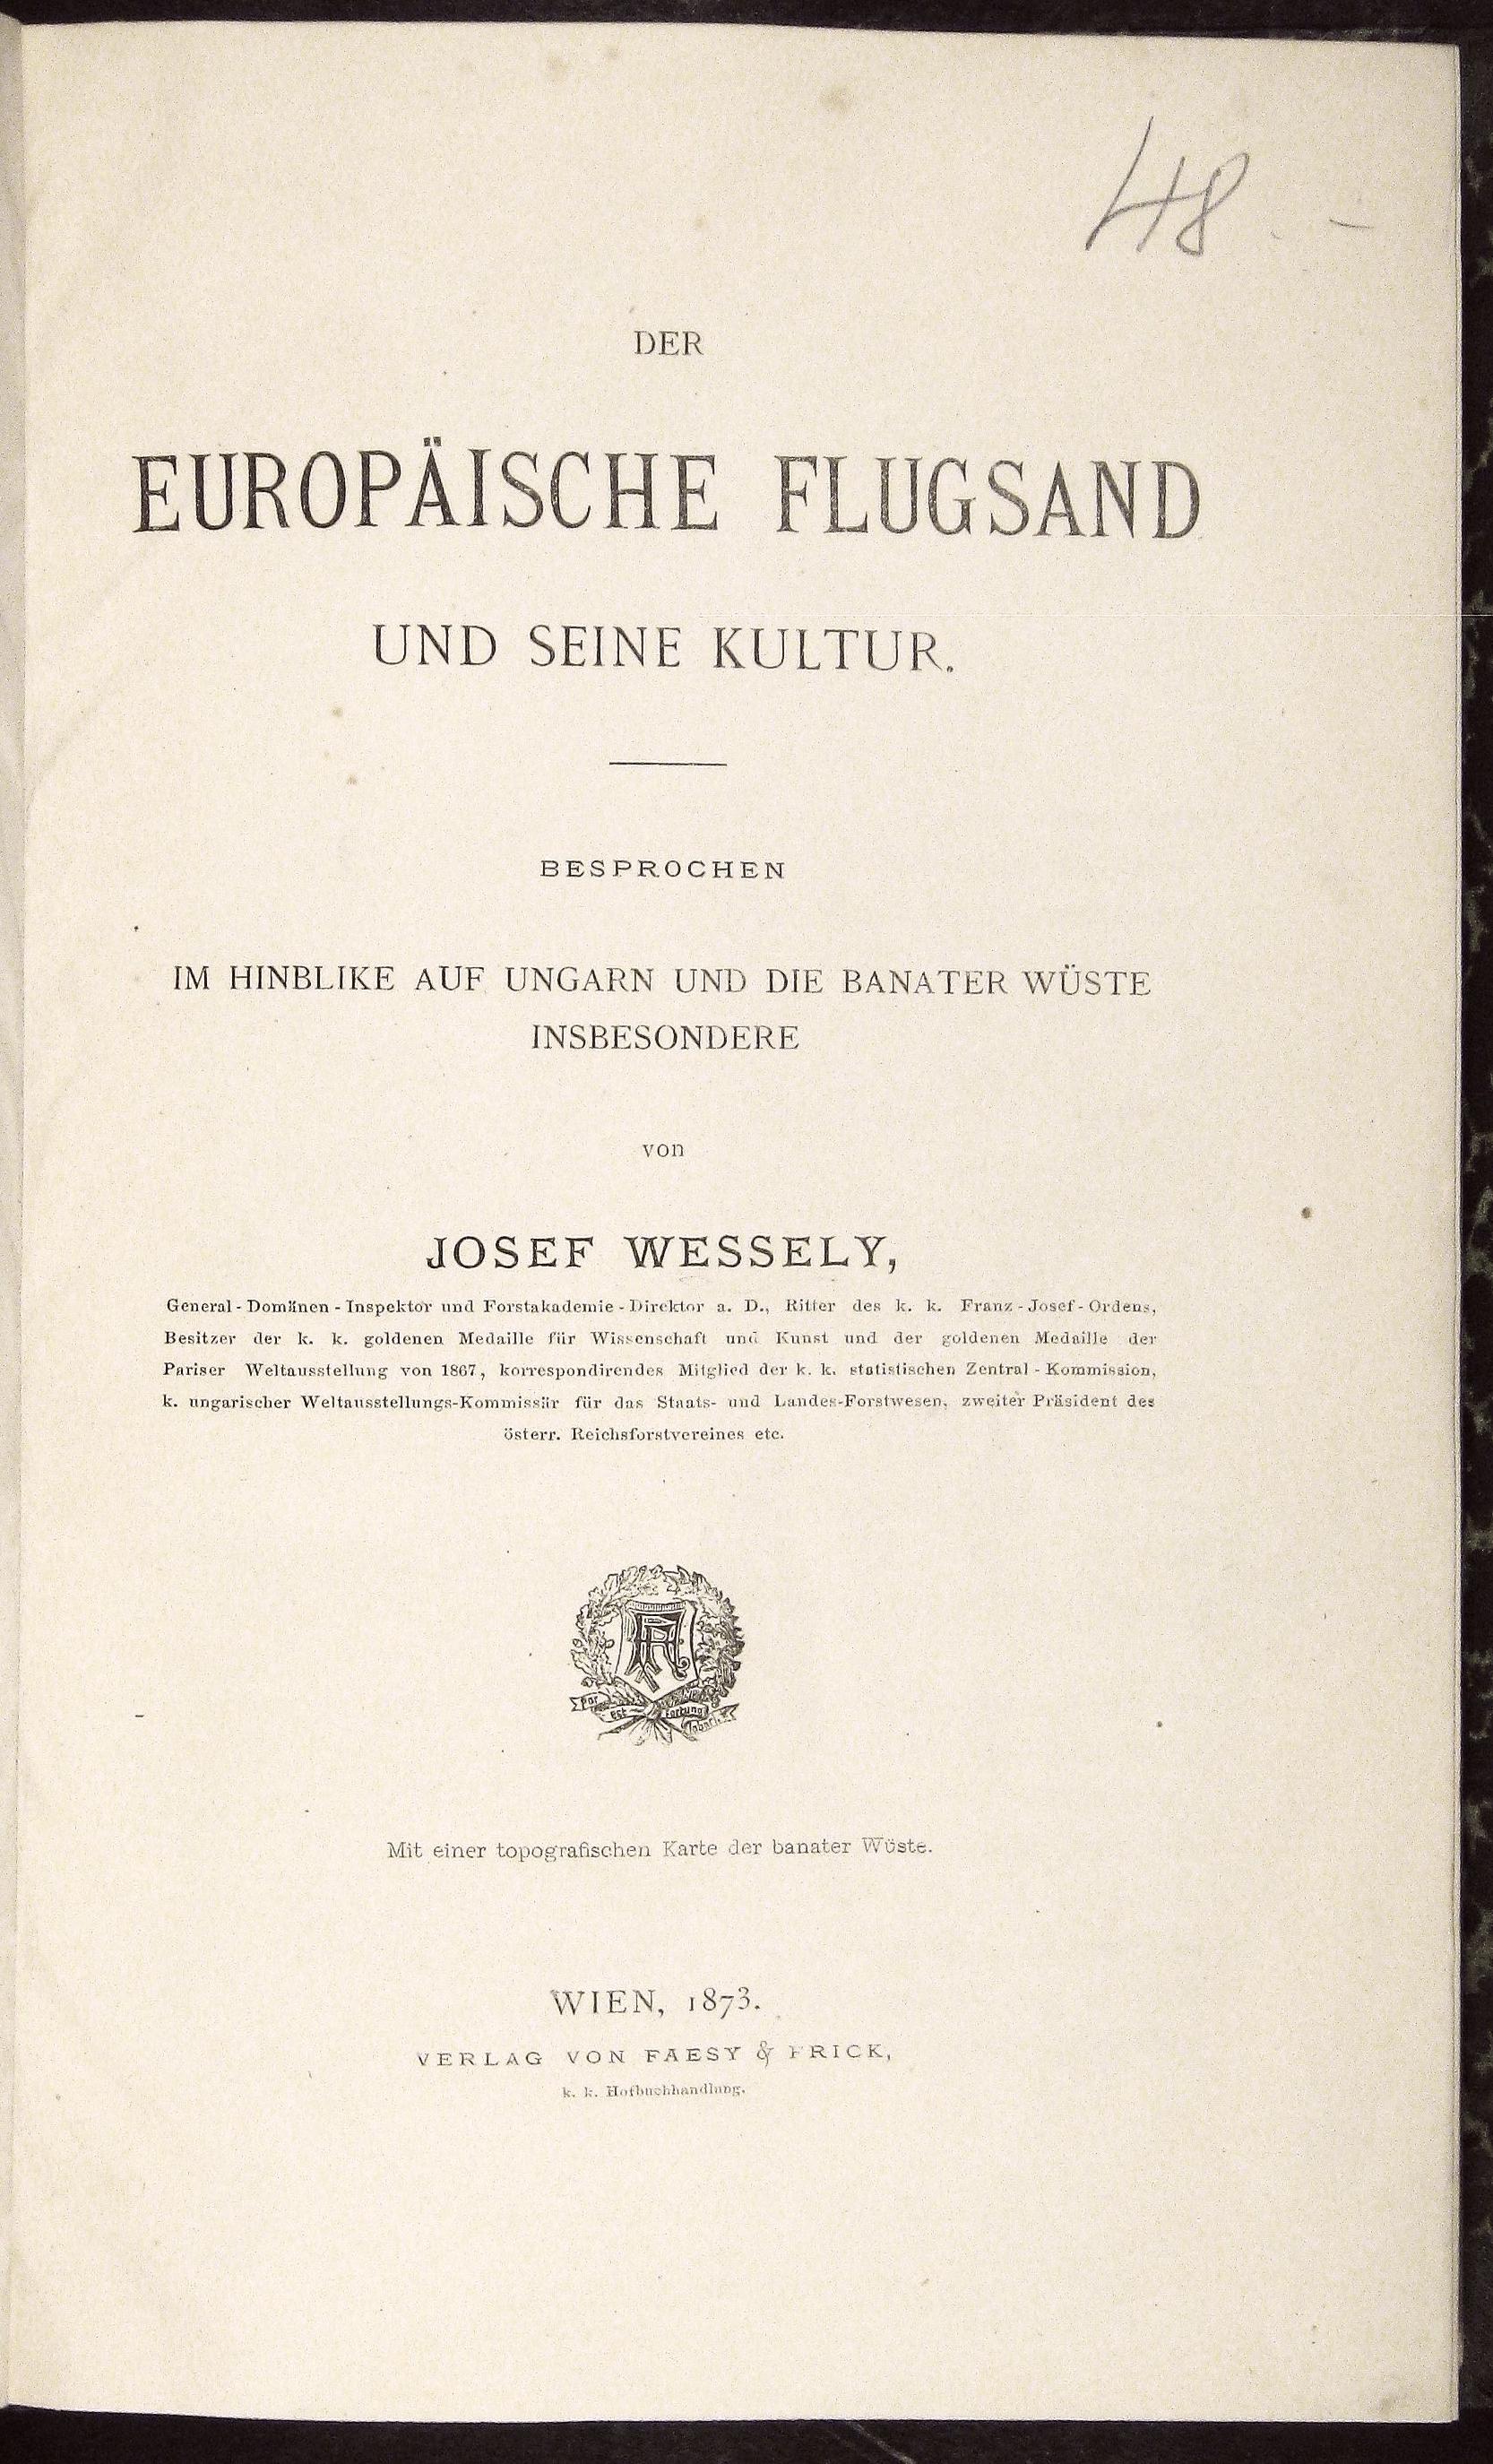 48. –
DER
EUROPÄISCHE FLUGSAND
UND SEINE KULTUR.
BESPROCHEN
IM HINBLIKE AUF UNGARN UND DIE BANATER WÜSTE
INSBESONDERE
von
JOSEF WESSELY,
General-Domänen-Inspektor und Forstakademie-Direktor a. D., Ritter des k. k. Franz-Josef-Ordens,
Besitzer der k. k. goldenen Medaille für Wissenschaft und Kunst und der goldenen Medaille der
Pariser Weltausstellung von 1867, korrespondirendes Mitglied der k. k. statistischen Zentral-Kommission,
k. ungarischer Weltausstellungs-Kommissär für das Staats- und Landes-Forstwesen, zweiter Präsident des
österr. Reichsforstvereines etc.
Par est fortuna labori
Mit einer topografischen Karte der banater Wüste.
WIEN, 1873.
VERLAG VON FAESY & FRICK,
k. k. Hofbuchhandlung.